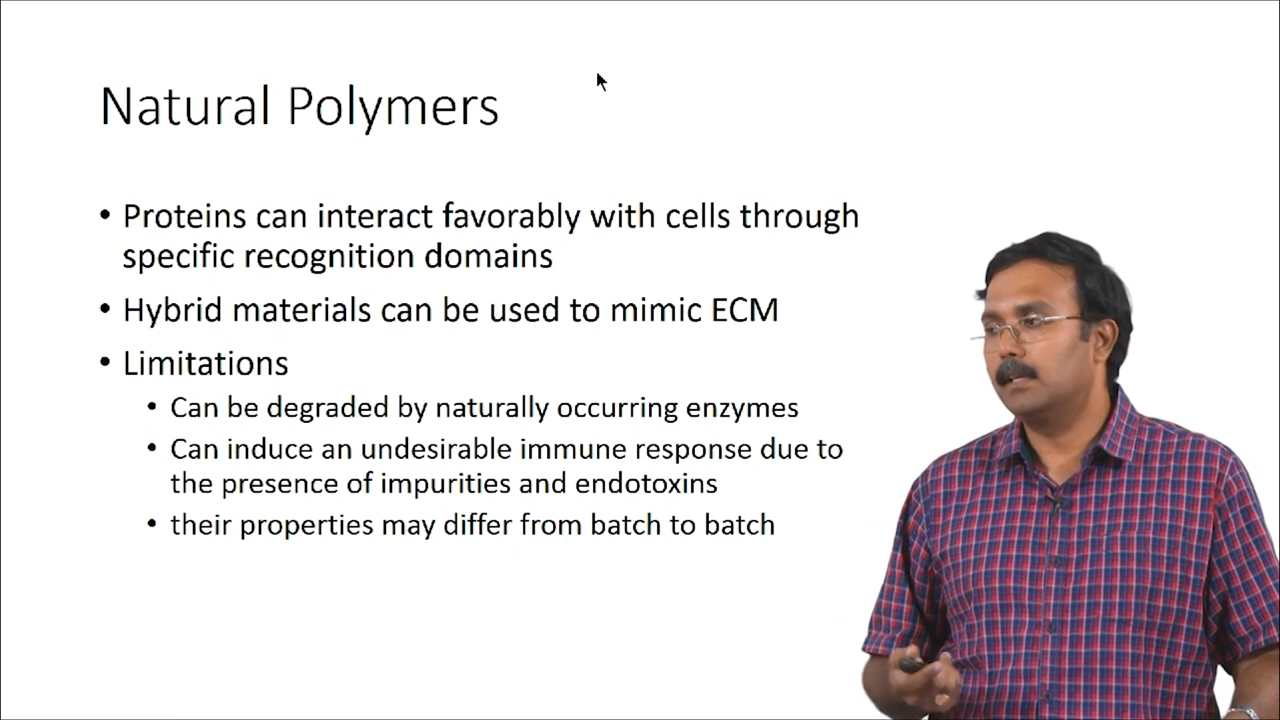 Natural Polymers
• Proteins can interact favorably with cells through
specific recognition domains
• Hybrid materials can be used to mimic ECM
• Limitations
• Can be degraded by naturally occurring enzymes
• Can induce an undesirable immune response due to
the presence of impurities and endotoxins
• their properties may differ from batch to batch